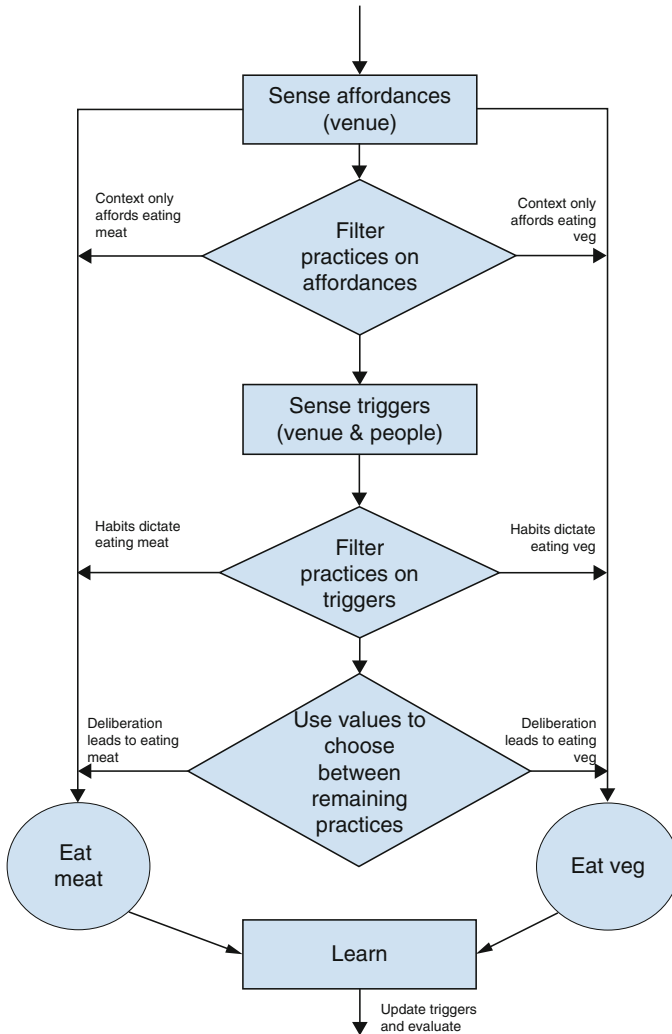 Sense affordances
(venue)
Context only
affords eating
meat
Context only
affords eating
veg
Filter
practices on
affordances
Sense triggers
(venue & people)
Habits dictate
eating meat
Habits dictate
eating veg
Filter
practices on
triggers
Deliberation
leads to eating
meat
Use values to
choose
between
remaining
practices
Deliberation
leads to eating
veg
Eat
meat
Eat veg
Learn
Update triggers
and evaluate